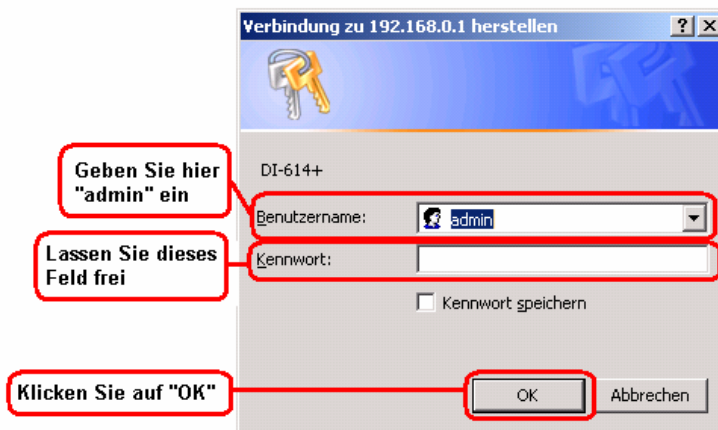 Verbindung zu 192.168.0.1 herstellen
DI-614+
Geben Sie hier
"admin" ein
Benutzername:
admin
Lassen Sie dieses
Feld frei
Kennwort:
Kennwort speichern
Klicken Sie auf "OK"
OK
Abbrechen